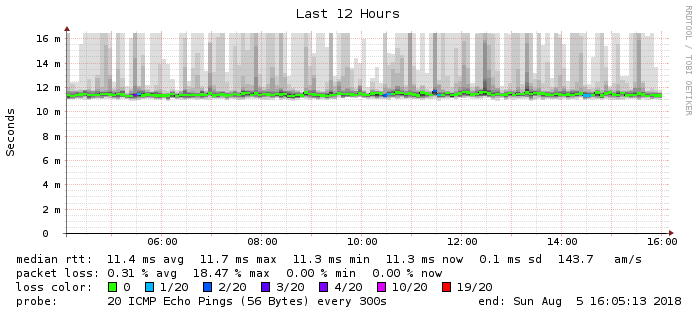 Last 12 Hours
RRDTOOL / TOBI OETIKER
Seconds
16 m
14 m
12 m
10 m
8 m
6 m
4 m
2 m
0
06:00 08:00 10:00 12:00 14:00 16:00
median rtt: 11.4 ms avg 11.7 ms max 11.3 ms min 11.3 ms now 0.1 ms sd 143.7 am/s
packet loss: 0.31 % avg 18.47 % max 0.00 % min 0.00 % now
loss color: 0 1/20 2/20 3/20 4/20 10/20 19/20
probe: 20 ICMP Echo Pings (56 Bytes) every 300s end: Sun Aug 5 16:05:13 2018